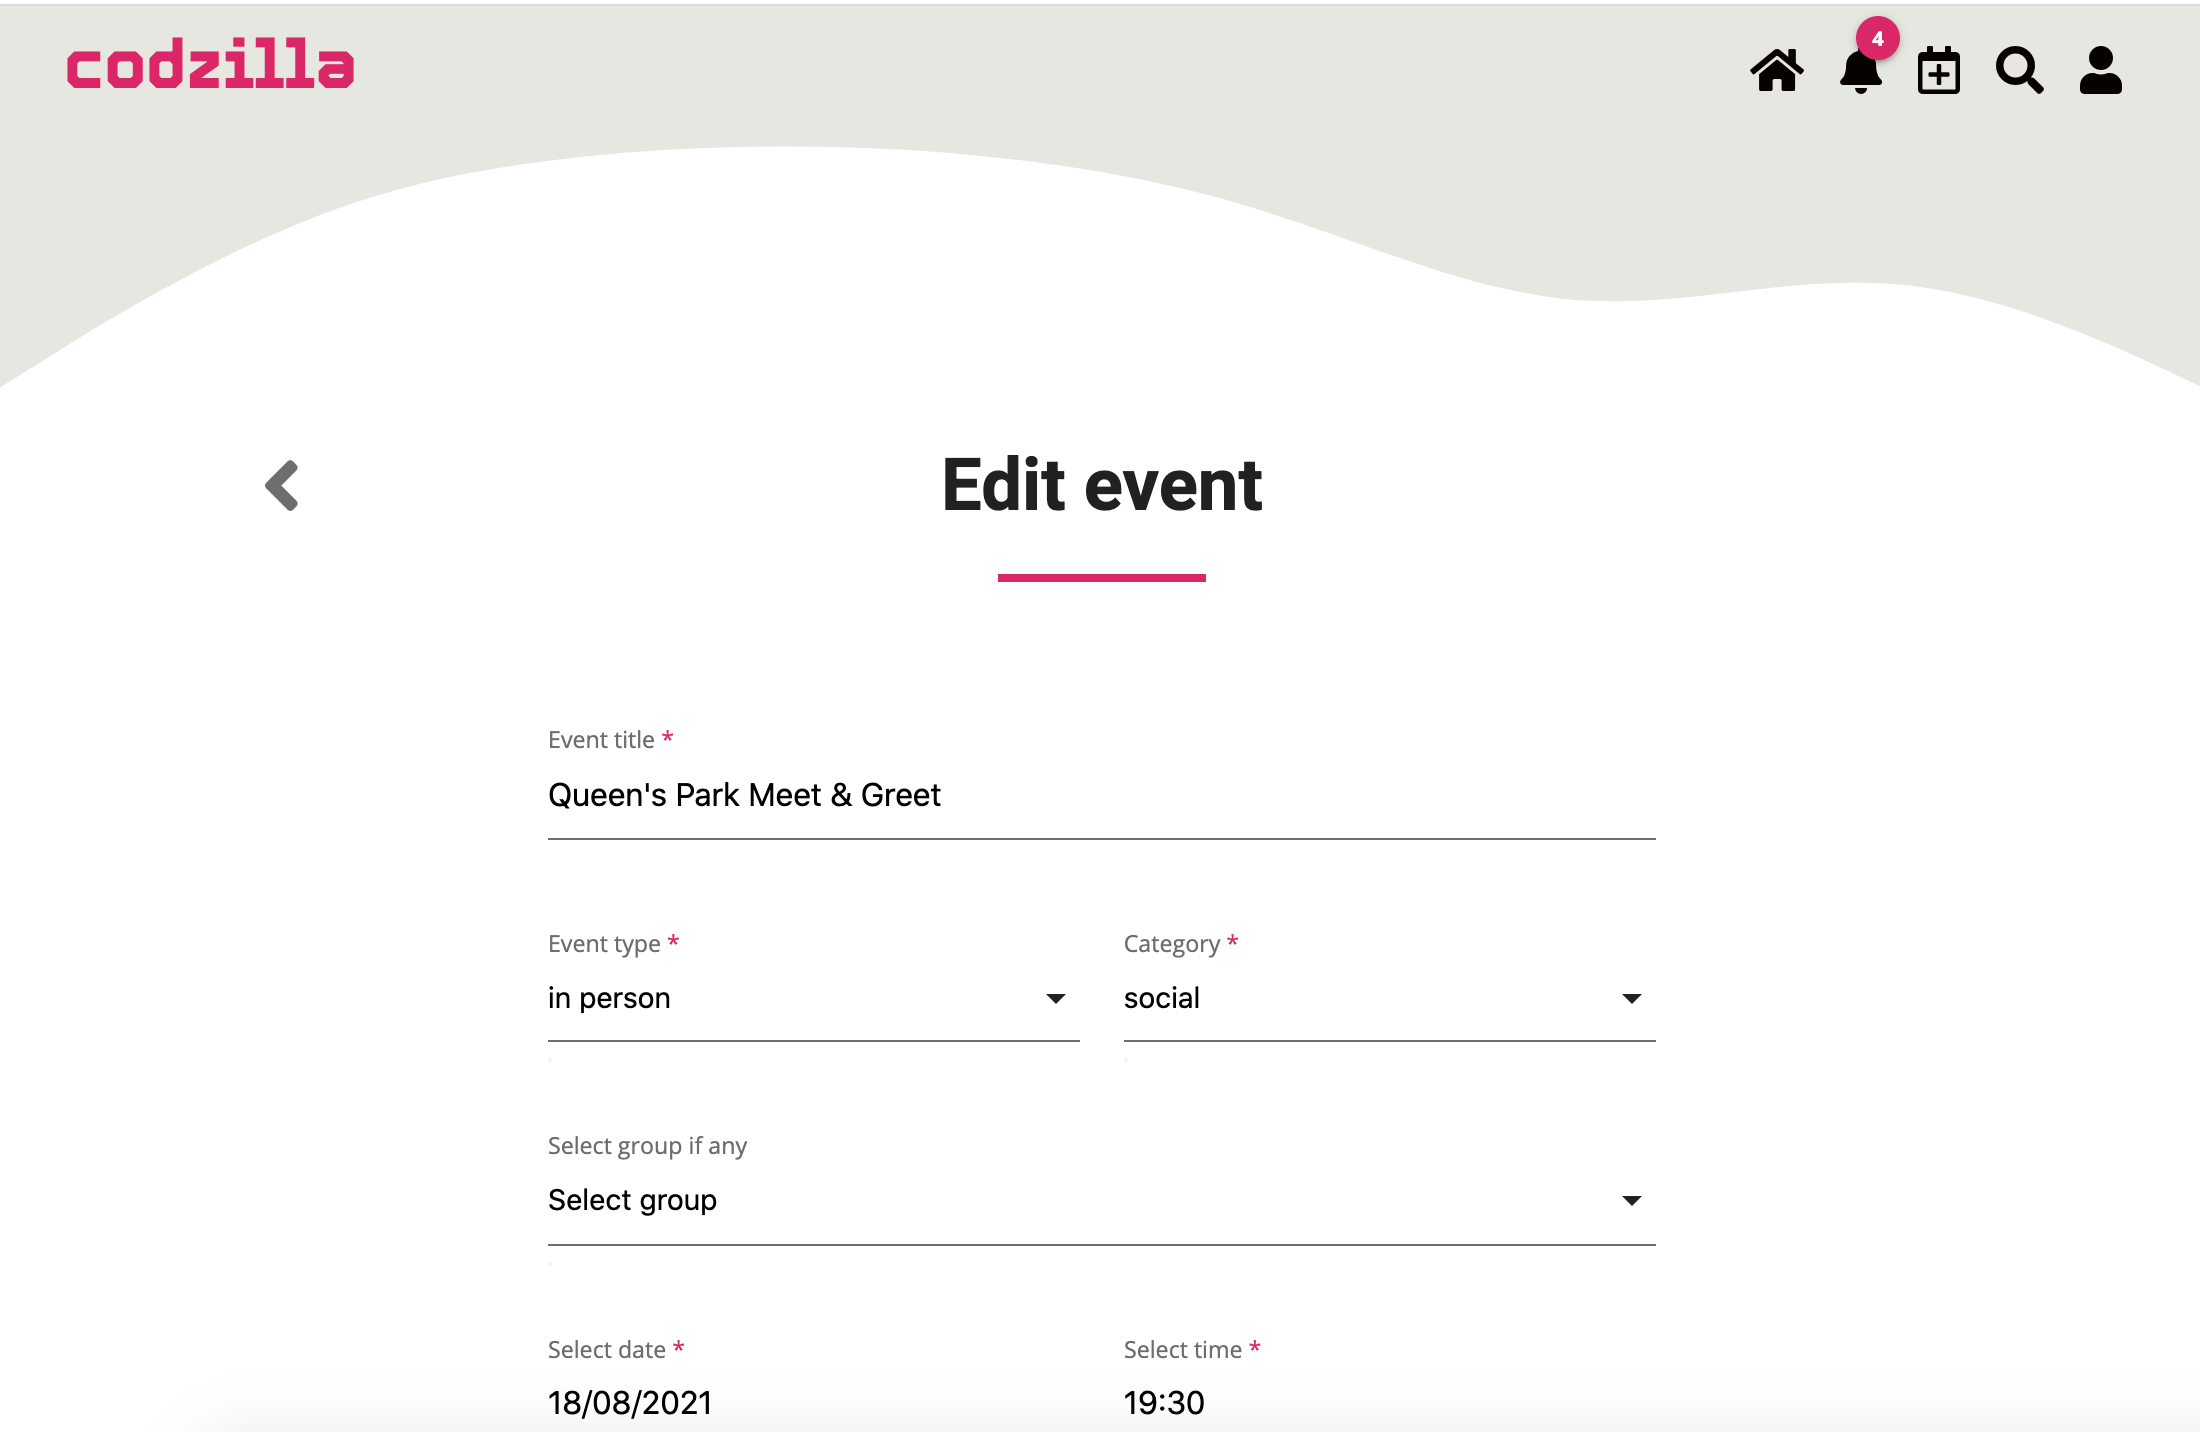 codzilla
4
Edit event
Event title *
Queen's Park Meet & Greet
Event type *
Category *
in person
social
Select group if any
Select group
Select date *
Select time *
18/08/2021
19:30